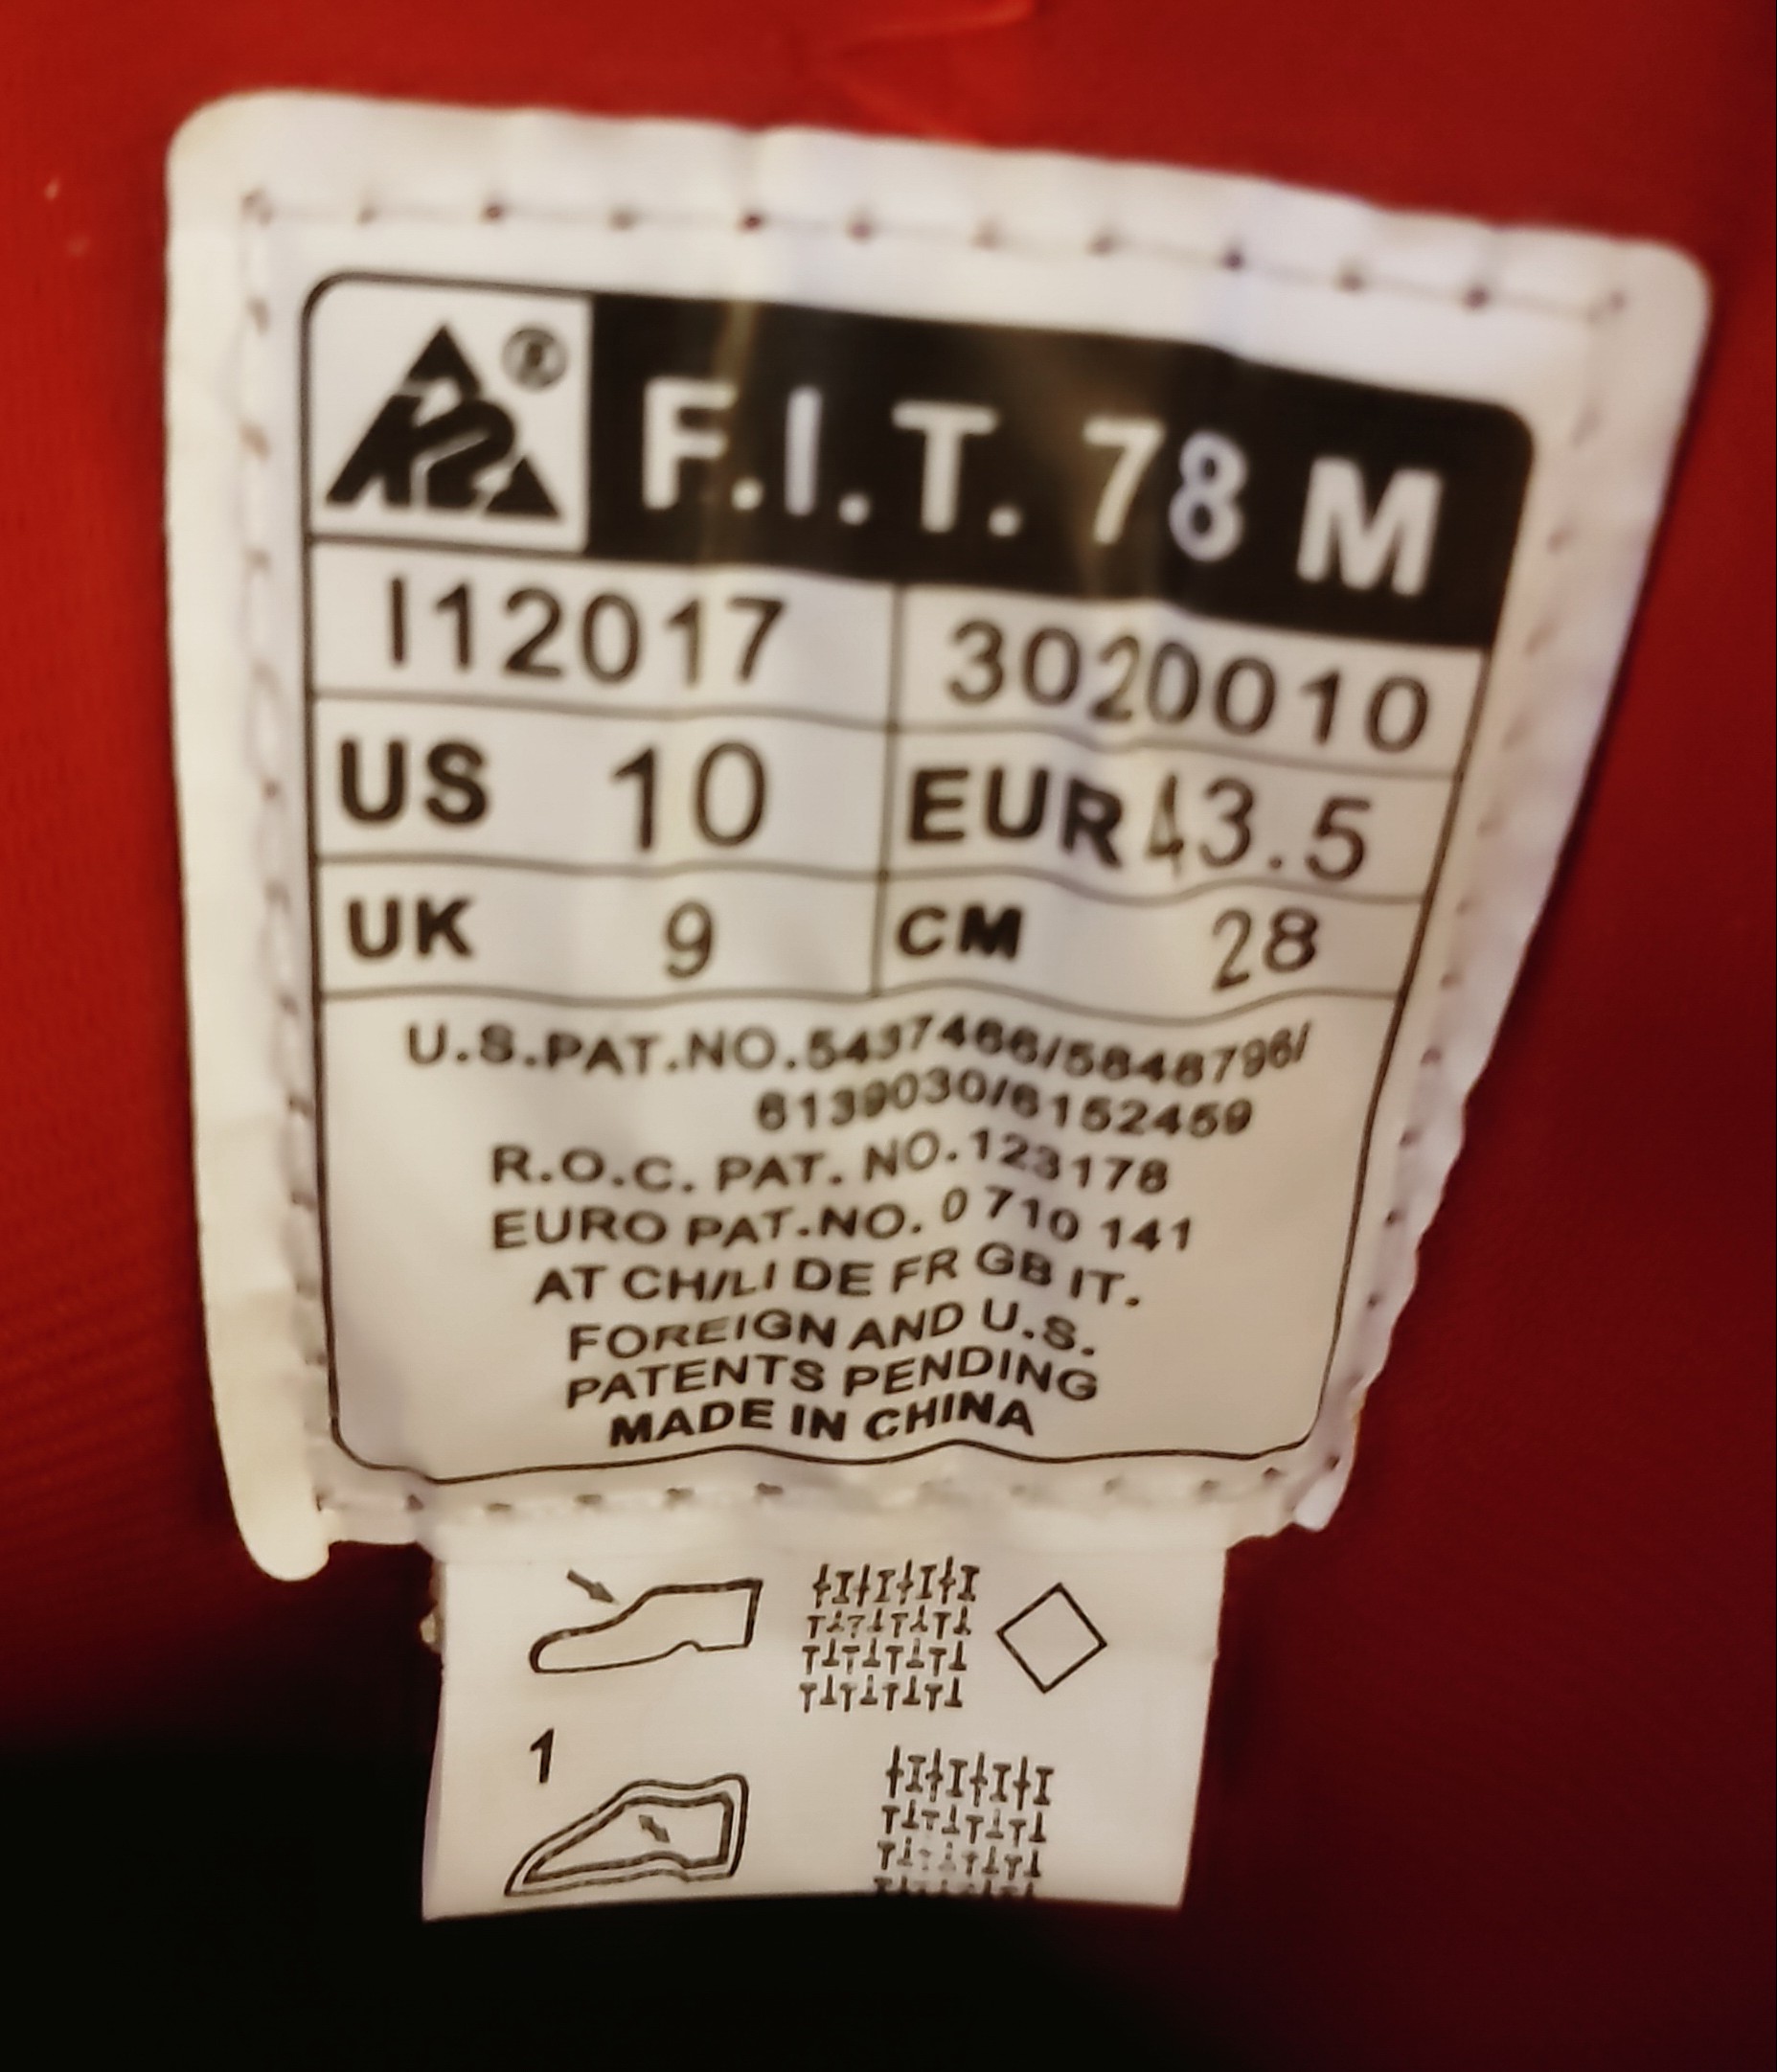 K2® F.I.T. 78 M
I12017 3020010
US 10 EUR 43.5
UK 9 CM 28
U.S.PAT.NO.5437466/5848796/
6139030/6152459
R.O.C. PAT. NO.123178
EURO PAT.NO. 0 710 141
AT CH/LI DE FR GB IT.
FOREIGN AND U.S.
PATENTS PENDING
MADE IN CHINA
1